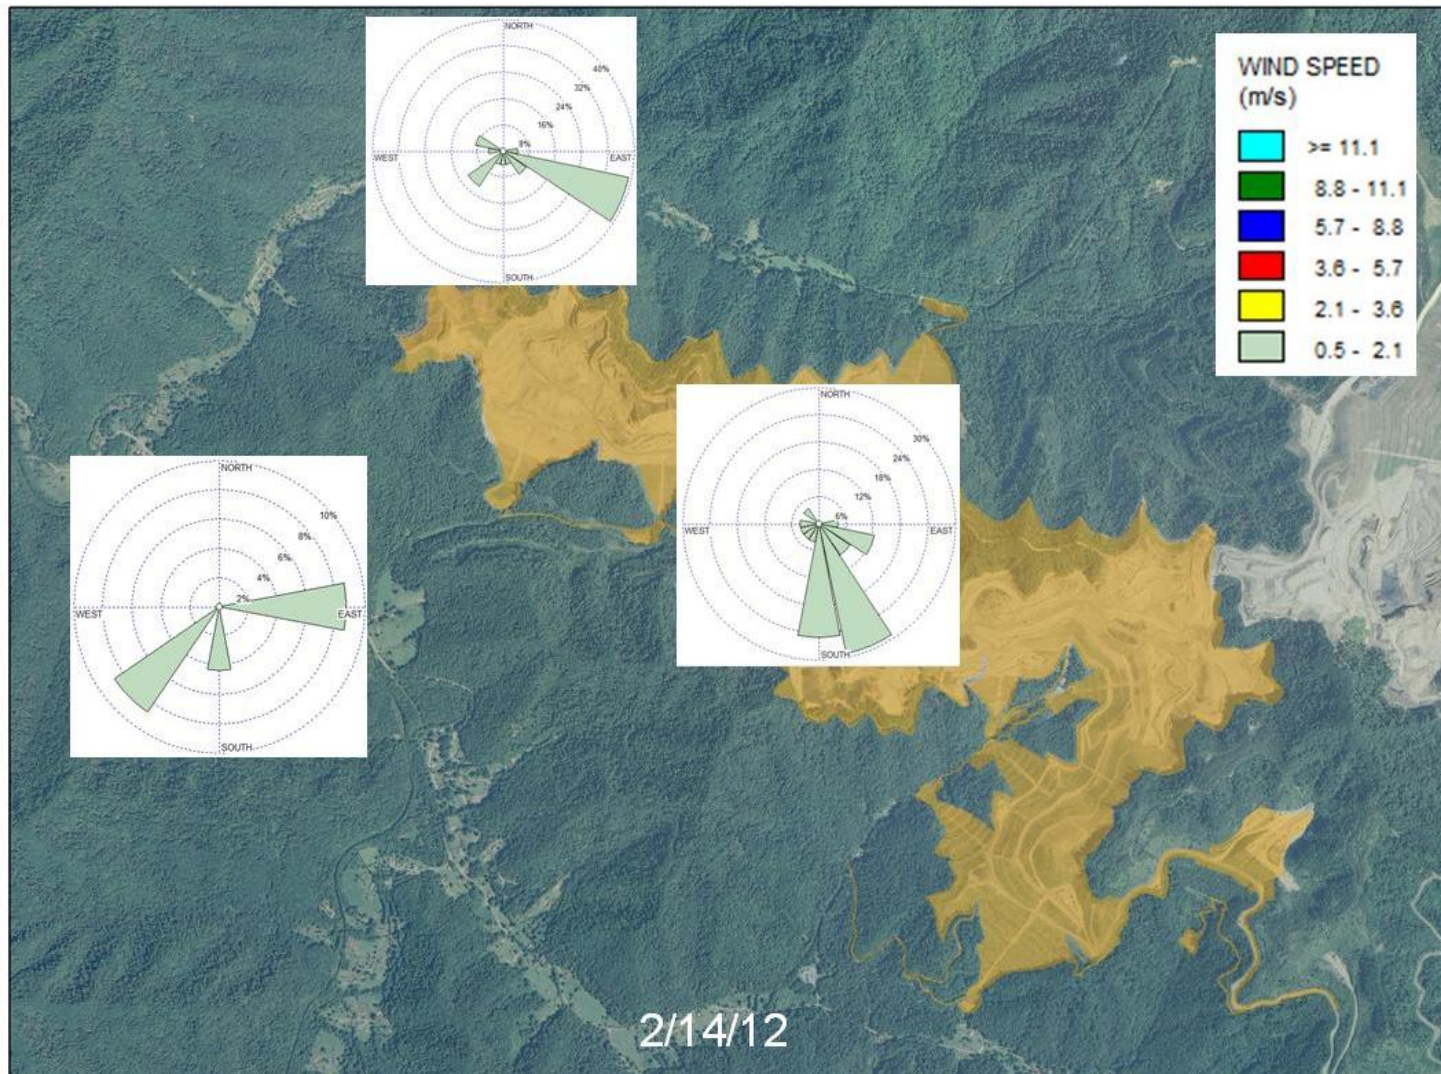 NORTH
40%
32%
24%
16%
8%
WEST
EAST
SOUTH
WIND SPEED
(m/s)
>= 11.1
8.8 - 11.1
5.7 - 8.8
3.6 - 5.7
2.1 - 3.6
0.5 - 2.1
NORTH
30%
24%
18%
12%
6%
WEST
EAST
SOUTH
NORTH
10%
8%
6%
4%
2%
WEST
EAST
SOUTH
2/14/12